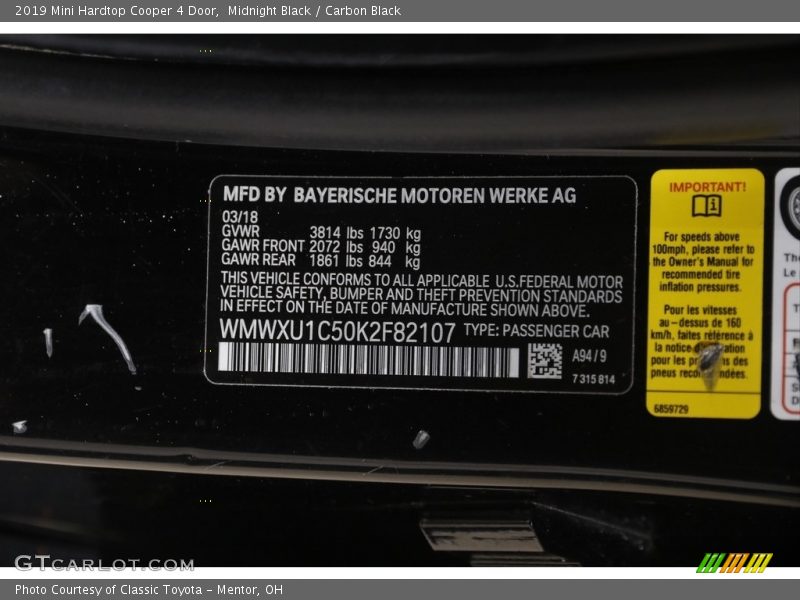 2019 Mini Hardtop Cooper 4 Door,  Midnight Black / Carbon Black
MFD BY BAYERISCHE MOTOREN WERKE AG
03/18
GVWR 3814 lbs 1730 kg
GAWR FRONT 2072 lbs 940 kg
GAWR REAR 1861 lbs 844 kg
THIS VEHICLE CONFORMS TO ALL APPLICABLE U.S.FEDERAL MOTOR
VEHICLE SAFETY, BUMPER AND THEFT PREVENTION STANDARDS
IN EFFECT ON THE DATE OF MANUFACTURE SHOWN ABOVE.
WMWXU1C50K2F82107 TYPE: PASSENGER CAR
A94/9
7 315 814
IMPORTANT!
For speeds above
100mph, please refer to
the Owner's Manual for
recommended tire
inflation pressures.
Pour les vitesses
au-dessus de 160
km/h, faites référence à
la notice
pour les des
pneus
6859729
GTCARLOT.COM
Photo Courtesy of Classic Toyota - Mentor, OH